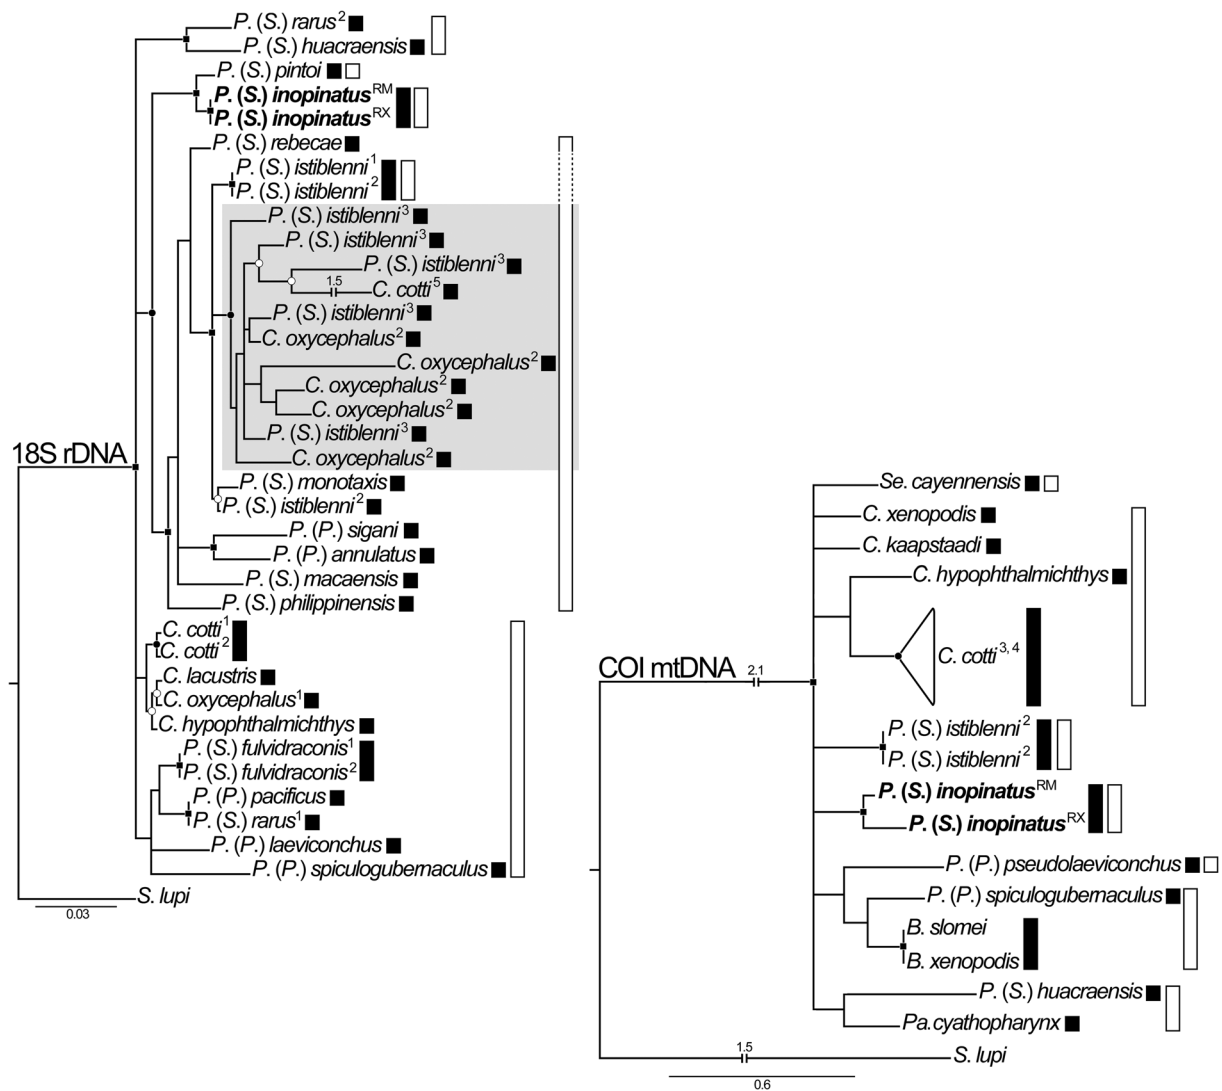 P. (S.) rarus2
P. (S.) huacraensis
P. (S.) pintoi
P. (S.) inopinatusRM
P. (S.) inopinatusRX
P. (S.) rebecae
P. (S.) istiblenni1
P. (S.) istiblenni2
P. (S.) istiblenni3
P. (S.) istiblenni3
P. (S.) istiblenni3
1.5
C. cotti5
P. (S.) istiblenni3
C. oxycephalus2
C. oxycephalus2
C. oxycephalus2
C. oxycephalus2
P. (S.) istiblenni3
C. oxycephalus2
18S rDNA
P. (S.) monotaxis
P. (S.) istiblenni2
P. (P.) sigani
P. (P.) annulatus
P. (S.) macaensis
P. (S.) philippinensis
C. cotti1
C. cotti2
C. lacustris
C. oxycephalus1
C. hypophthalmichthys
P. (S.) fulvidraconis1
P. (S.) fulvidraconis2
P. (P.) pacificus
P. (S.) rarus1
P. (P.) laeviconchus
P. (P.) spiculogubernaculus
S. lupi
0.03
Se. cayennensis
C. xenopodis
C. kaapstaadi
C. hypophthalmichthys
C. cotti3, 4
COI mtDNA
2.1
P. (S.) istiblenni2
P. (S.) istiblenni2
P. (S.) inopinatusRM
P. (S.) inopinatusRX
P. (P.) pseudolaeviconchus
P. (P.) spiculogubernaculus
B. slomei
B. xenopodis
P. (S.) huacraensis
Pa. cyathopharynx
1.5
S. lupi
0.6